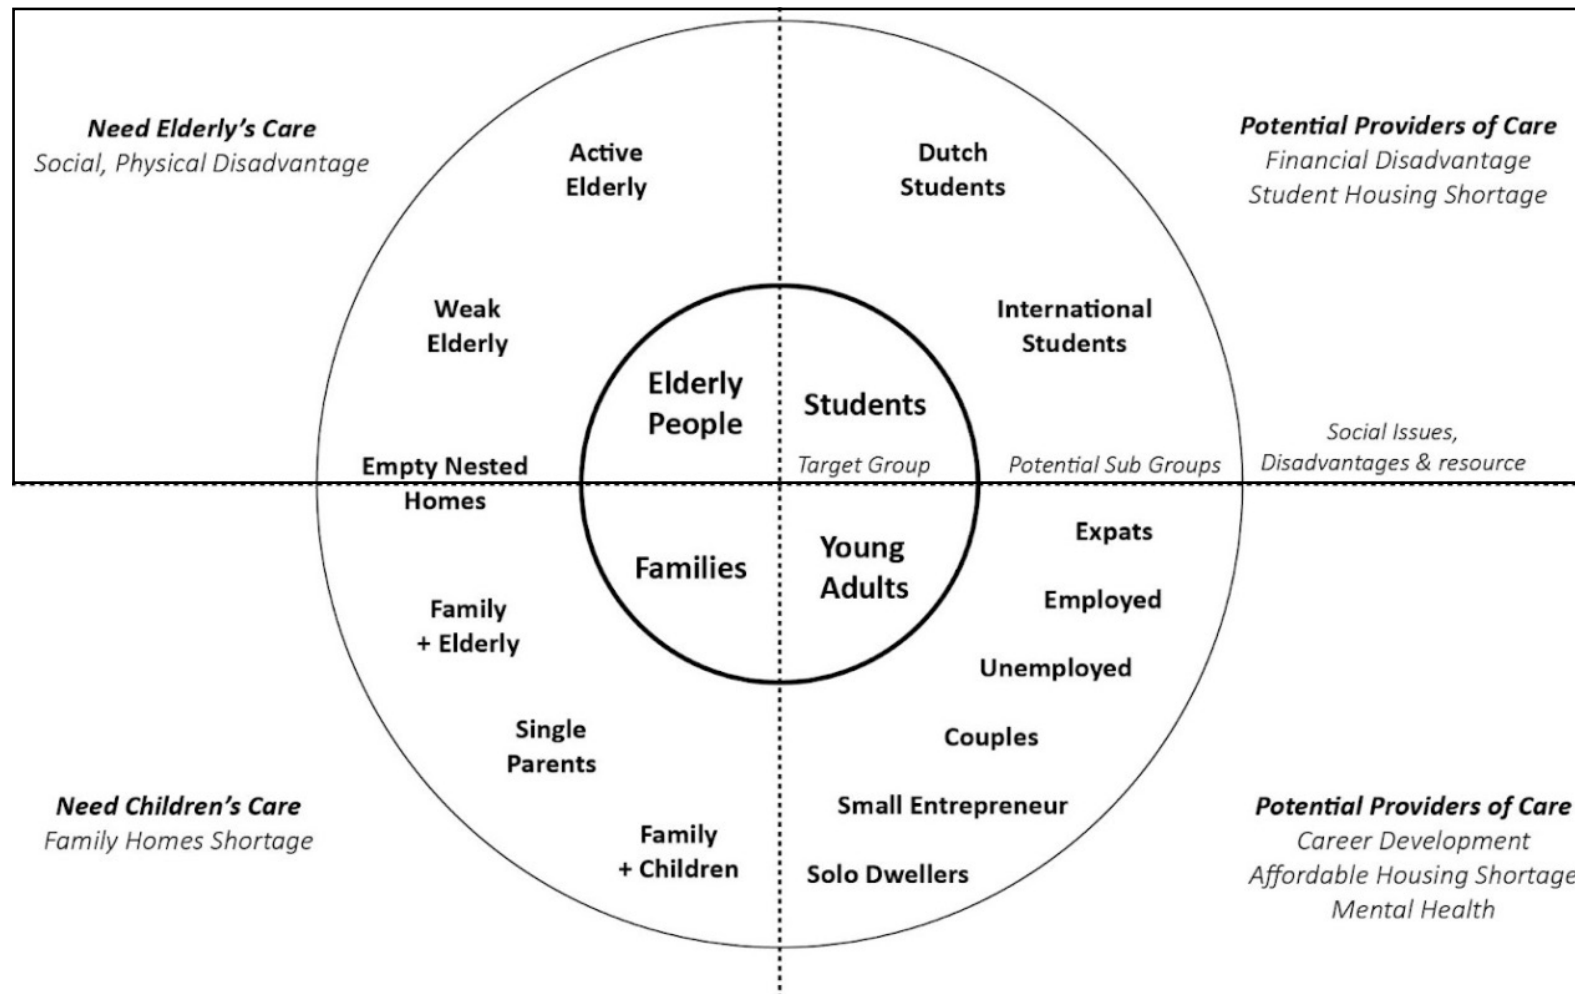 Need Elderly's Care
Social, Physical Disadvantage
Active
Elderly
Dutch
Students
Potential Providers of Care
Financial Disadvantage
Student Housing Shortage
Weak
Elderly
International
Students
Elderly
People
Students
Empty Nested
Homes
Target Group
Potential Sub Groups
Social Issues,
Disadvantages & resource
Families
Young
Adults
Expats
Employed
Unemployed
Couples
Small Entrepreneur
Solo Dwellers
Family
+ Elderly
Single
Parents
Family
+ Children
Need Children's Care
Family Homes Shortage
Potential Providers of Care
Career Development
Affordable Housing Shortage
Mental Health